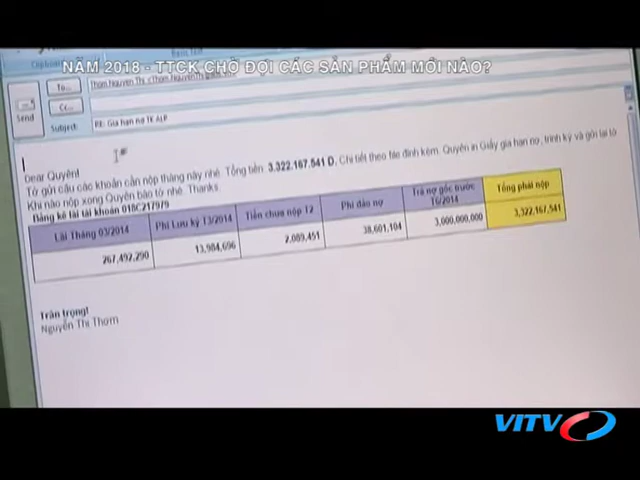 NĂM 2018 - TTCK CHỜ ĐỢI CÁC SẢN PHẨM MỚI NÀO?
To...
Thom Nguyen Thi
Send
Cc...
Subject:
RE: Gia hạn nợ TK ALP
Dear Quyên!
Tớ gửi cậu các khoản cần nộp tháng này nhé. Tổng tiền: 3.322.167.541 D, Chi tiết theo file đính kèm. Quyên in Giấy gia hạn nợ, trình ký và gửi lại tớ
Khi nào nộp xong Quyên báo tớ nhé. Thanks.
Bảng kê lãi tài khoản 018C217979
Lãi Tháng 03/2014 Phí Lưu ký 13/2014 Tiền chưa nộp 12 Phí đảo nợ Trả nợ gốc trước T6/2014 Tổng phải nộp
267,492,290 13,984,696 2,089,451 38,601,104 3,000,000,000 3,322,167,541
Trân trọng!
Nguyễn Thị Thơm
VITV